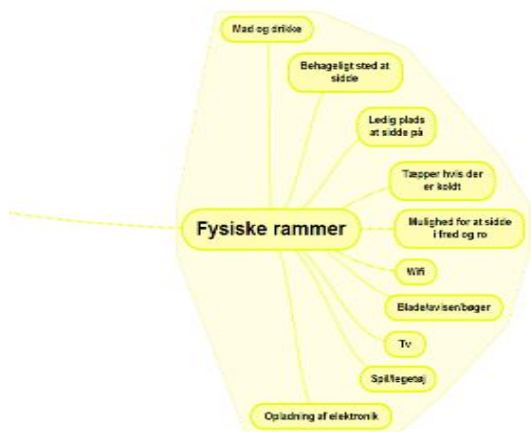 Mad og drikke
Behageligt sted at
sidde
Ledig plads
at sidde på
Tæpper hvis der
er koldt
Fysiske rammer
Mulighed for at sidde
i fred og ro
Wifi
Blade/aviser/bøger
Tv
Spil/legetøj
Opladning af elektronik